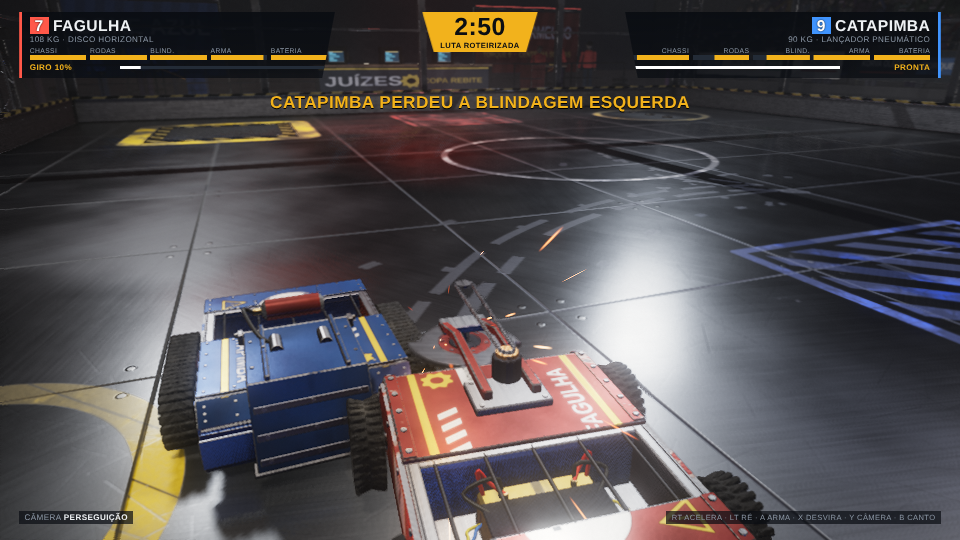 7 FAGULHA
108 KG · DISCO HORIZONTAL
CHASSI RODAS BLIND. ARMA BATERIA
GIRO 10%
2:50
LUTA ROTEIRIZADA
9 CATAPIMBA
90 KG · LANÇADOR PNEUMÁTICO
CHASSI RODAS BLIND. ARMA BATERIA
PRONTA
JUÍZES
COPA REBITE
CATAPIMBA PERDEU A BLINDAGEM ESQUERDA
FAGULHA
CÂMERA PERSEGUIÇÃO
RT ACELERA · LT RÉ · A ARMA · X DESVIRA · Y CÂMERA · B CANTO